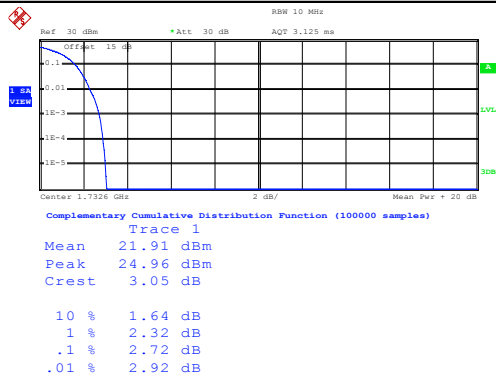 RBW 10 MHz
Ref 30 dBm *Att 30 dB AQT 3.125 ms
Offset 15 dB
0.1
A
0.01
1 SA
VIEW
1E-3
LVL
1E-4
1E-5
3DB
Center 1.7326 GHz 2 dB/ Mean Pwr + 20 dB
Complementary Cumulative Distribution Function (100000 samples)
Trace 1
Mean 21.91 dBm
Peak 24.96 dBm
Crest 3.05 dB
10 % 1.64 dB
1 % 2.32 dB
.1 % 2.72 dB
.01 % 2.92 dB